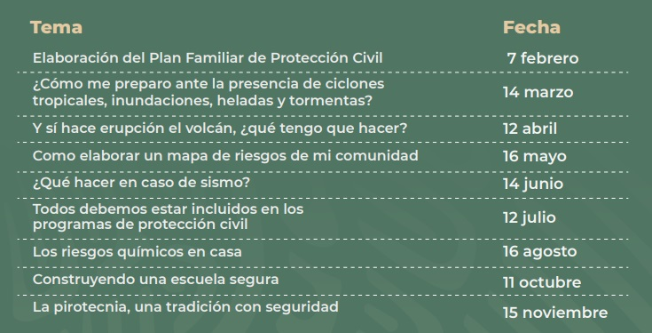 Tema Fecha
Elaboración del Plan Familiar de Protección Civil 7 febrero
¿Cómo me preparo ante la presencia de ciclones
tropicales, inundaciones, heladas y tormentas? 14 marzo
Y sí hace erupción el volcán, ¿qué tengo que hacer? 12 abril
Como elaborar un mapa de riesgos de mi comunidad 16 mayo
¿Qué hacer en caso de sismo? 14 junio
Todos debemos estar incluidos en los
programas de protección civil 12 julio
Los riesgos químicos en casa 16 agosto
Construyendo una escuela segura 11 octubre
La pirotecnia, una tradición con seguridad 15 noviembre